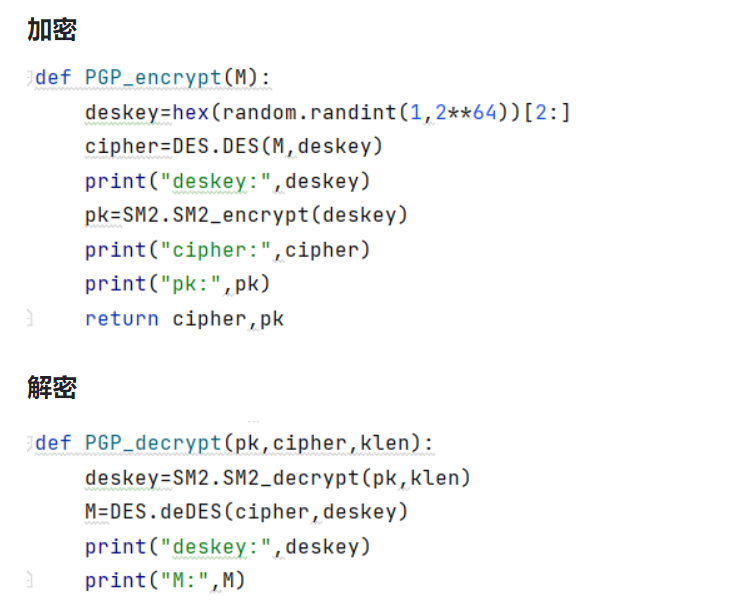 加密
def PGP_encrypt(M):
    deskey=hex(random.randint(1,2**64))[2:]
    cipher=DES.DES(M,deskey)
    print("deskey:",deskey)
    pk=SM2.SM2_encrypt(deskey)
    print("cipher:",cipher)
    print("pk:",pk)
    return cipher,pk
解密
def PGP_decrypt(pk,cipher,klen):
    deskey=SM2.SM2_decrypt(pk,klen)
    M=DES.deDES(cipher,deskey)
    print("deskey:",deskey)
    print("M:",M)